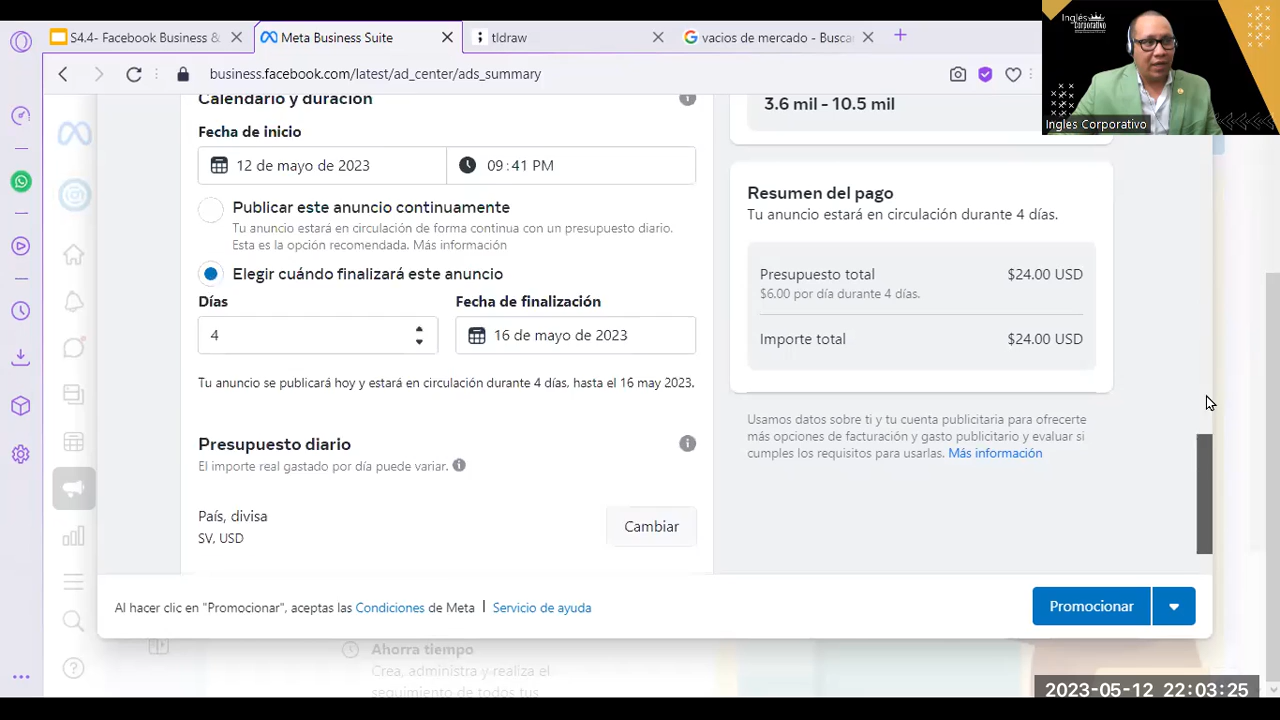 S4.4- Facebook Business &
Meta Business Suite
tldraw
vacios de mercado - Busca
business.facebook.com/latest/ad_center/ads_summary
Inglés
Corporativo
Ingles Corporativo
Calendario y duración
Fecha de inicio
12 de mayo de 2023
09:41 PM
Publicar este anuncio continuamente
Tu anuncio estará en circulación de forma continua con un presupuesto diario.
Esta es la opción recomendada. Más información
Elegir cuándo finalizará este anuncio
Días
Fecha de finalización
4
16 de mayo de 2023
Tu anuncio se publicará hoy y estará en circulación durante 4 días, hasta el 16 may 2023.
Presupuesto diario
El importe real gastado por día puede variar.
País, divisa
SV, USD
Cambiar
3.6 mil - 10.5 mil
Resumen del pago
Tu anuncio estará en circulación durante 4 días.
Presupuesto total
$24.00 USD
$6.00 por día durante 4 días.
Importe total
$24.00 USD
Usamos datos sobre ti y tu cuenta publicitaria para ofrecerte
más opciones de facturación y gasto publicitario y evaluar si
cumples los requisitos para usarlas. Más información
Al hacer clic en "Promocionar", aceptas las Condiciones de Meta | Servicio de ayuda
Promocionar
Ahorra tiempo
Crea, administra y realiza el
seguimiento de todos tus
2023-05-12 22:03:25